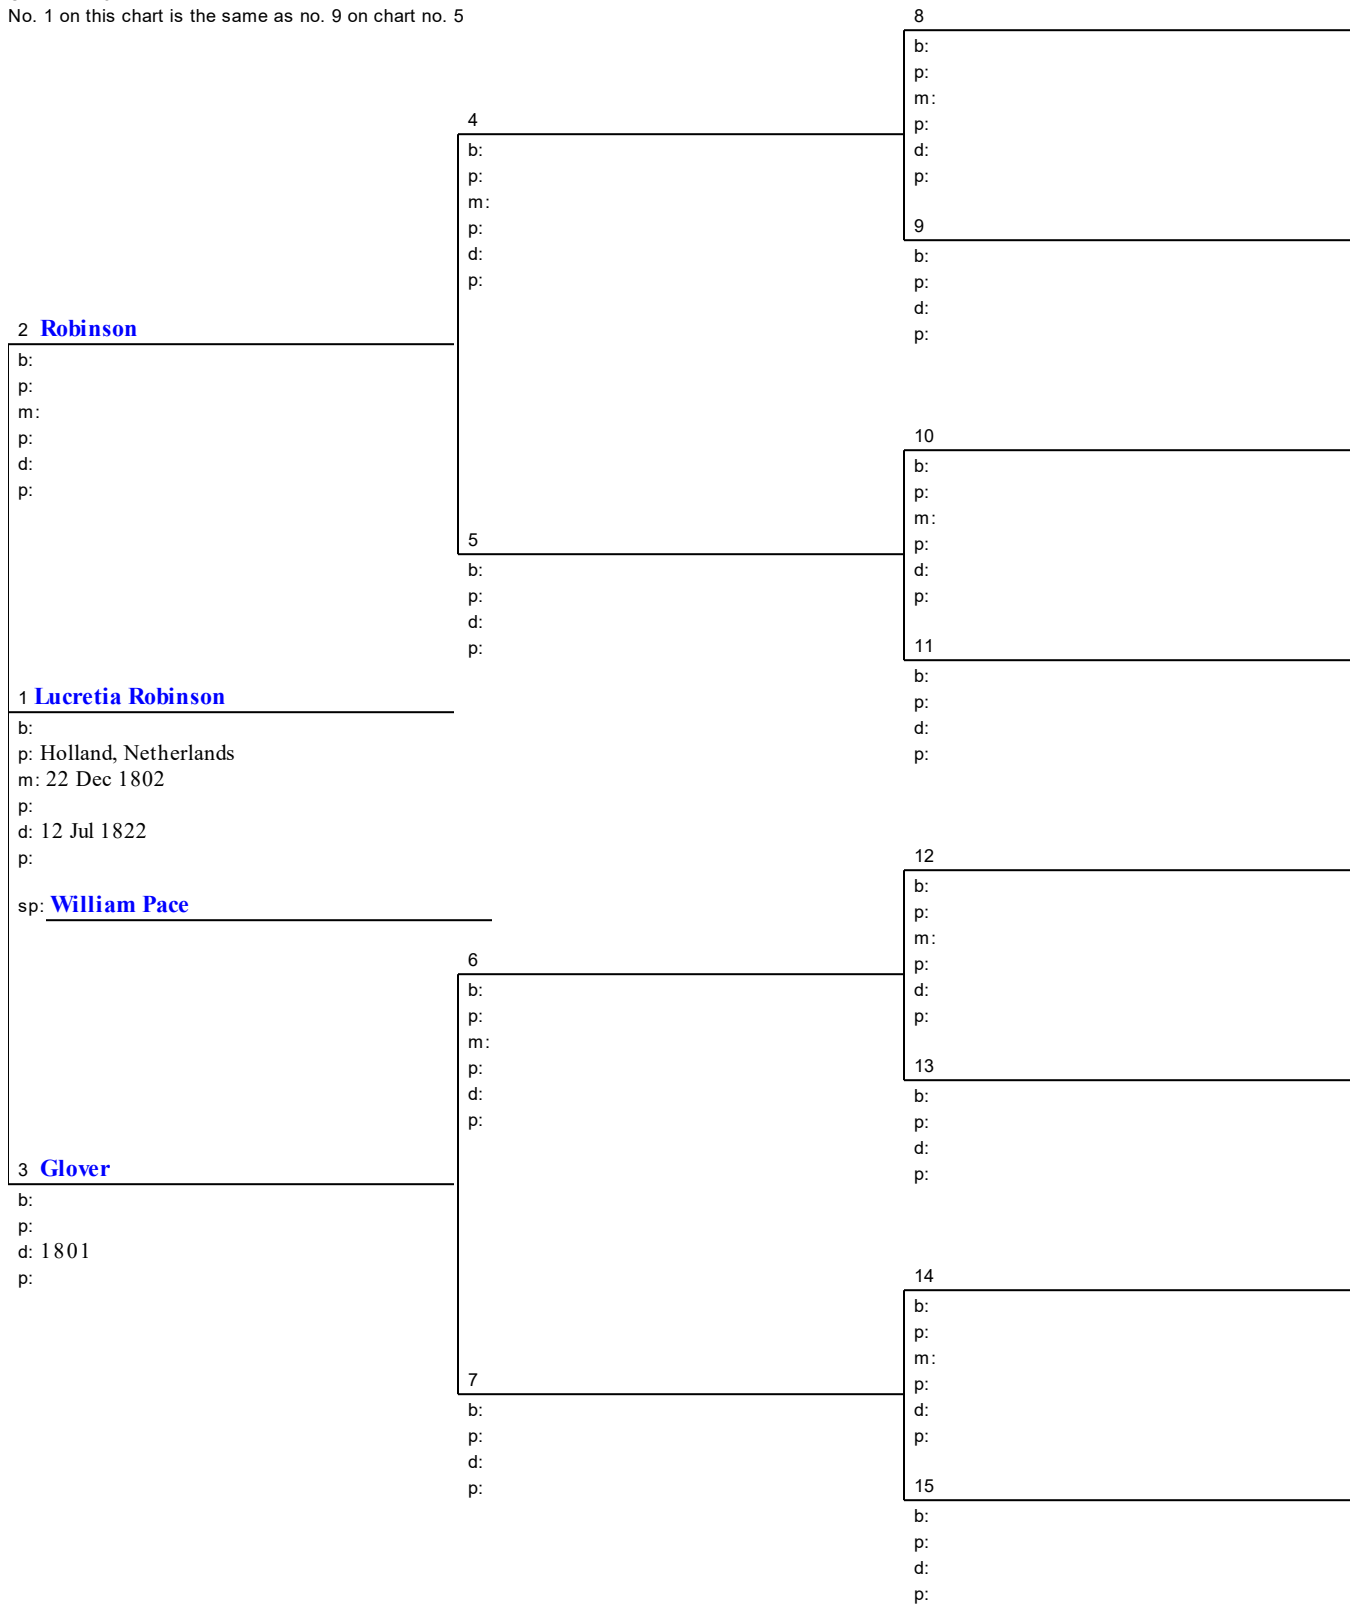 No. 1 on this chart is the same as no. 9 on chart no. 5
8
b:
p:
m:
p:
d:
p:
4
b:
p:
m:
p:
d:
p:
9
b:
p:
d:
p:
2 Robinson
b:
p:
m:
p:
d:
p:
10
b:
p:
m:
p:
d:
p:
5
b:
p:
d:
p:
11
b:
p:
d:
p:
1 Lucretia Robinson
b:
p: Holland, Netherlands
m: 22 Dec 1802
p:
d: 12 Jul 1822
p:
sp: William Pace
12
b:
p:
m:
p:
d:
p:
6
b:
p:
m:
p:
d:
p:
13
b:
p:
d:
p:
3 Glover
b:
p:
d: 1801
p:
14
b:
p:
m:
p:
d:
p:
7
b:
p:
d:
p:
15
b:
p:
d:
p: